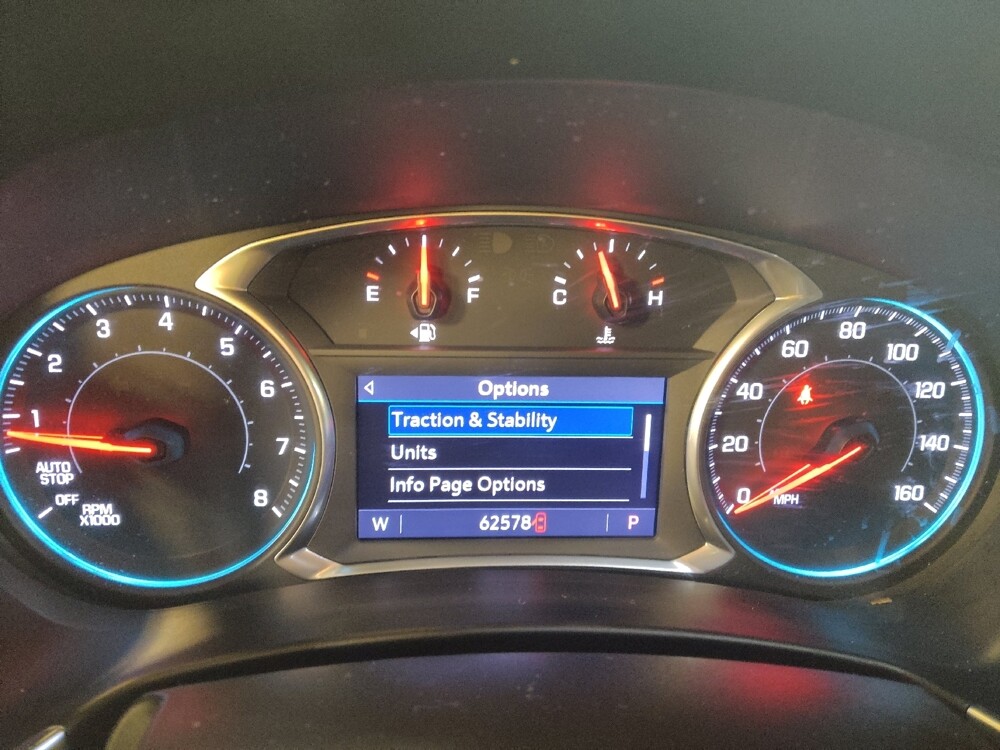 E F
C H
1
2
3
4
5
6
7
8
AUTO
STOP
OFF
RPM
X1000
Options
Traction & Stability
Units
Info Page Options
W 62578 P
0
20
40
60
80
100
120
140
160
MPH